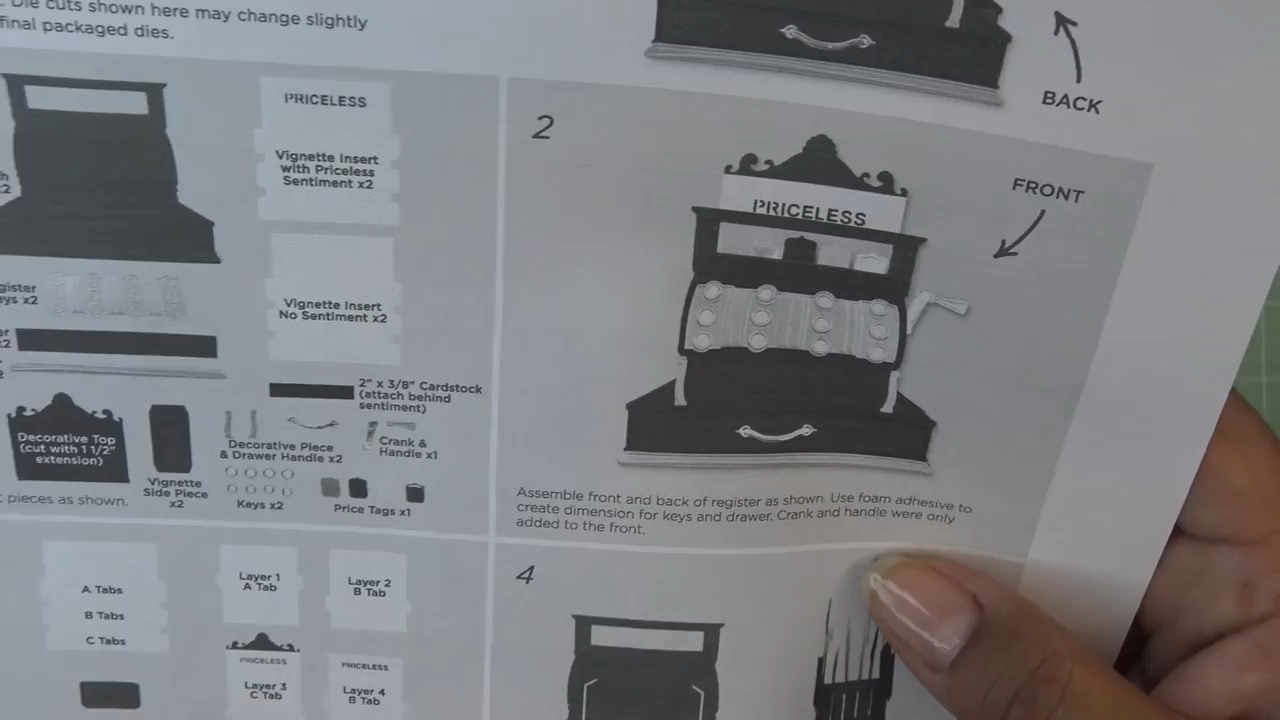 Die cuts shown here may change slightly
final packaged dies.
BACK
PRICELESS
Vignette Insert
with Priceless
Sentiment x2
Vignette Insert
No Sentiment x2
2" x 3/8" Cardstock
(attach behind
sentiment)
Decorative Top
(cut with 1 1/2"
extension)
Vignette
Side Piece
x2
Decorative Piece
& Drawer Handle x2
Crank &
Handle x1
Keys x2
Price Tags x1
pieces as shown.
2
FRONT
PRICELESS
Assemble front and back of register as shown. Use foam adhesive to
create dimension for keys and drawer. Crank and handle were only
added to the front.
A Tabs
B Tabs
C Tabs
Layer 1
A Tab
Layer 2
B Tab
PRICELESS
Layer 3
C Tab
PRICELESS
Layer 4
B Tab
4